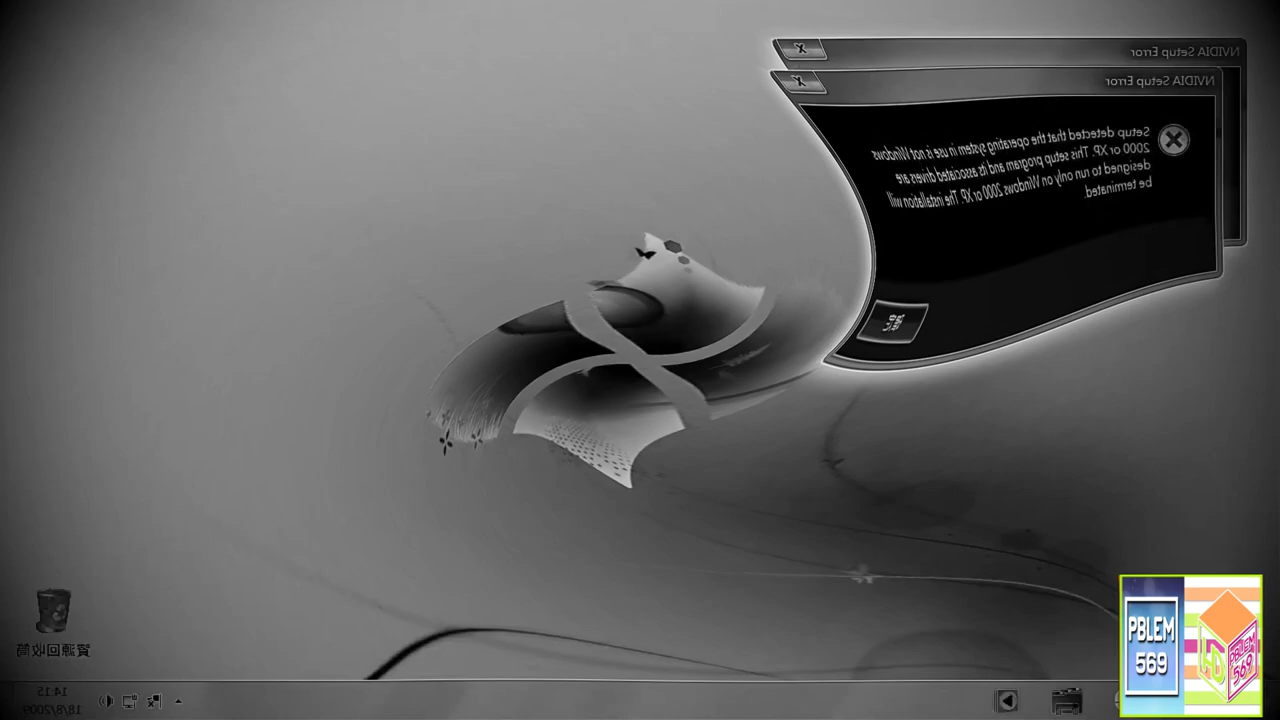 NVIDIA Setup Error
NVIDIA Setup Error
Setup detected that the operating system in use is not Windows
2000 or XP. This setup program and its associated drivers are
designed to run only on Windows 2000 or XP. The installation will
be terminated.
資源回收筒
14:15
18/8/2009
PBLEM
569
PBLEM
569